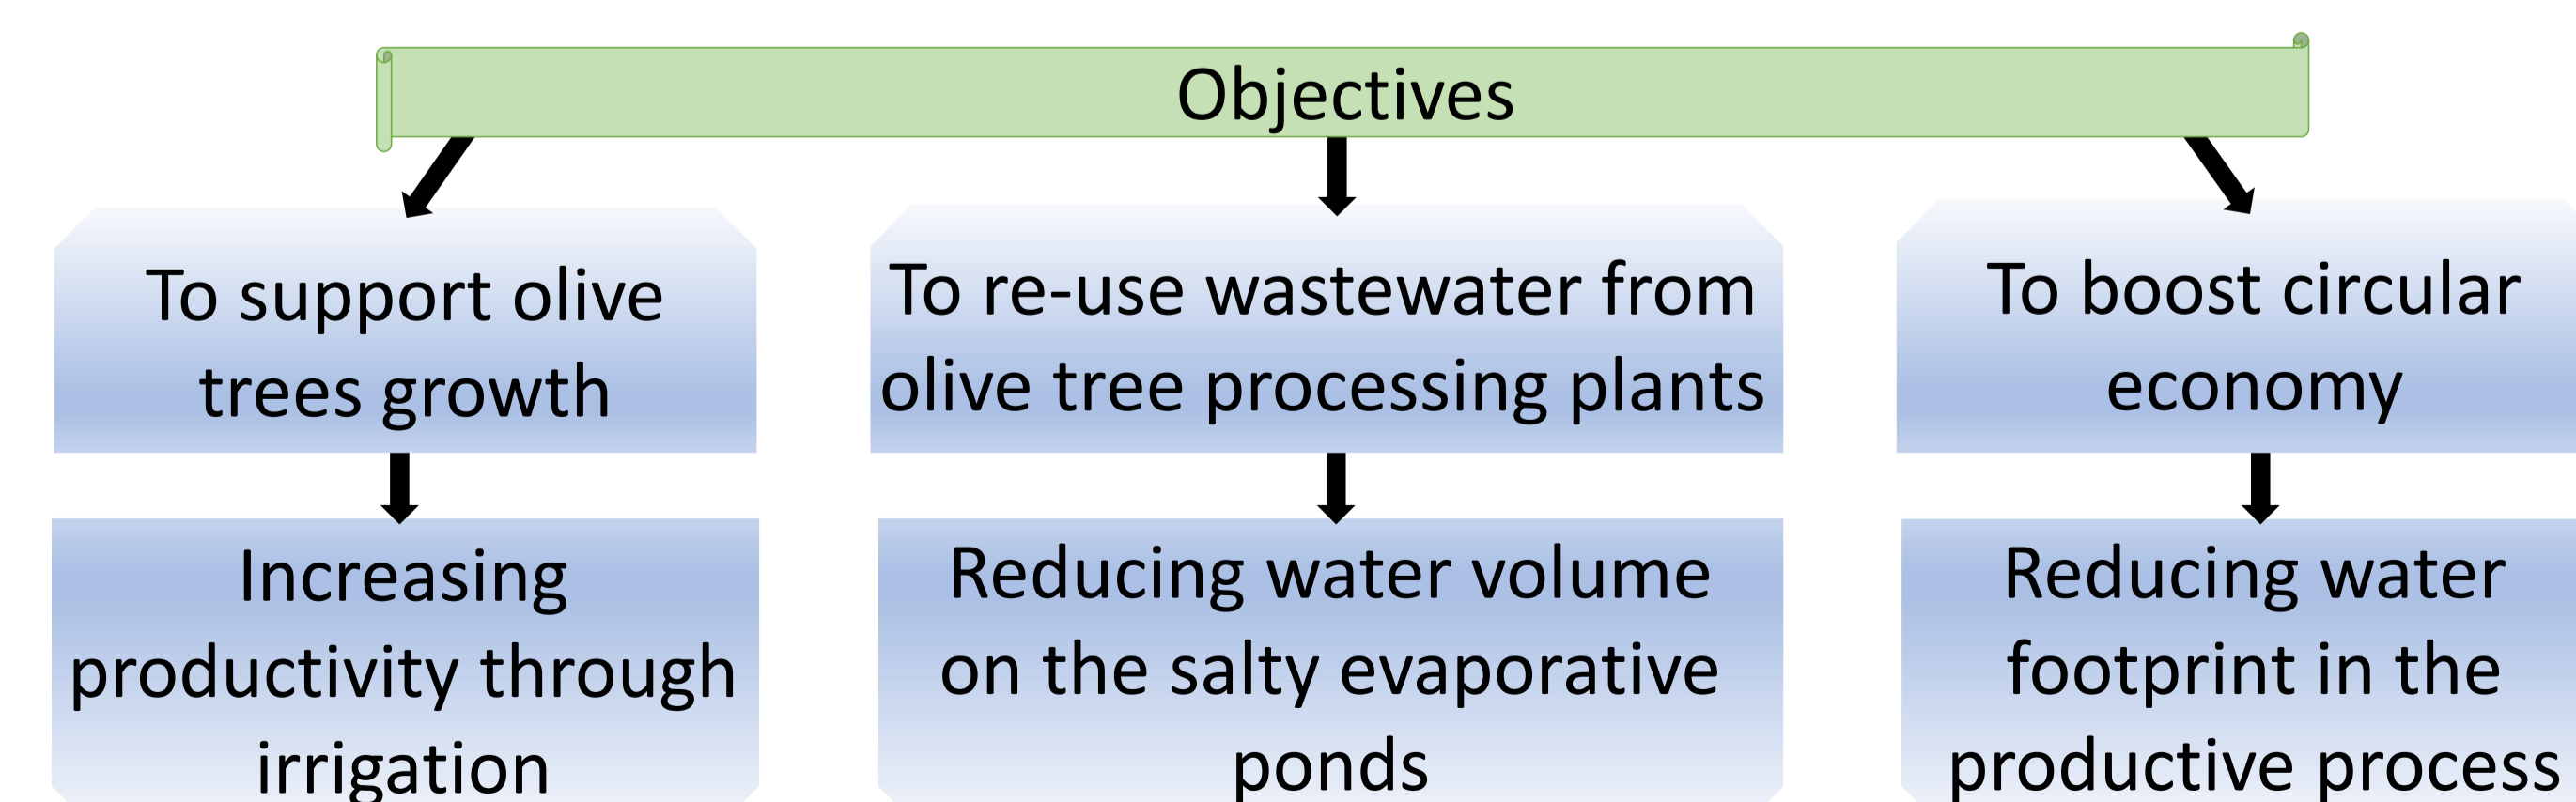 Objectives
To support olive
trees growth
To re-use wastewater from
olive tree processing plants
To boost circular
economy
Increasing
productivity through
irrigation
Reducing water volume
on the salty evaporative
ponds
Reducing water
footprint in the
productive process